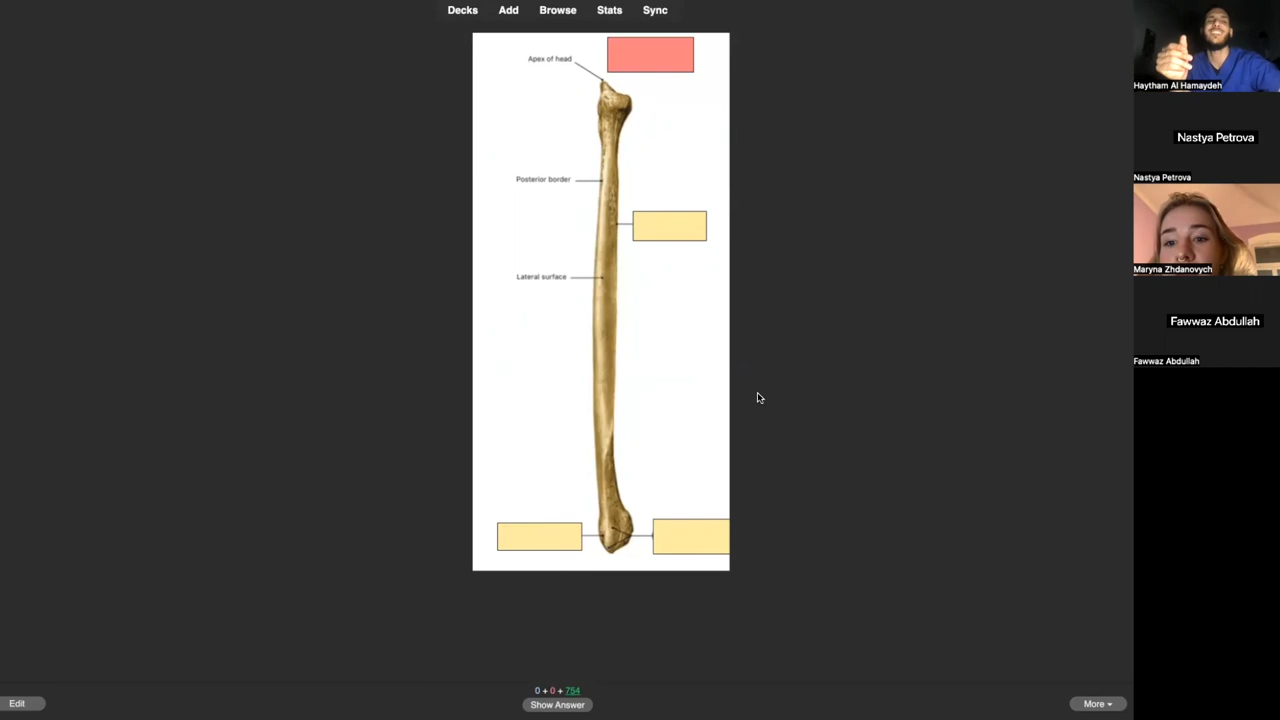 Decks Add Browse Stats Sync
Apex of head
Posterior border
Lateral surface
0 + 0 + 754
Edit
Show Answer
More
Haytham Al Hamaydeh
Nastya Petrova
Nastya Petrova
Maryna Zhdanovych
Fawwaz Abdullah
Fawwaz Abdullah